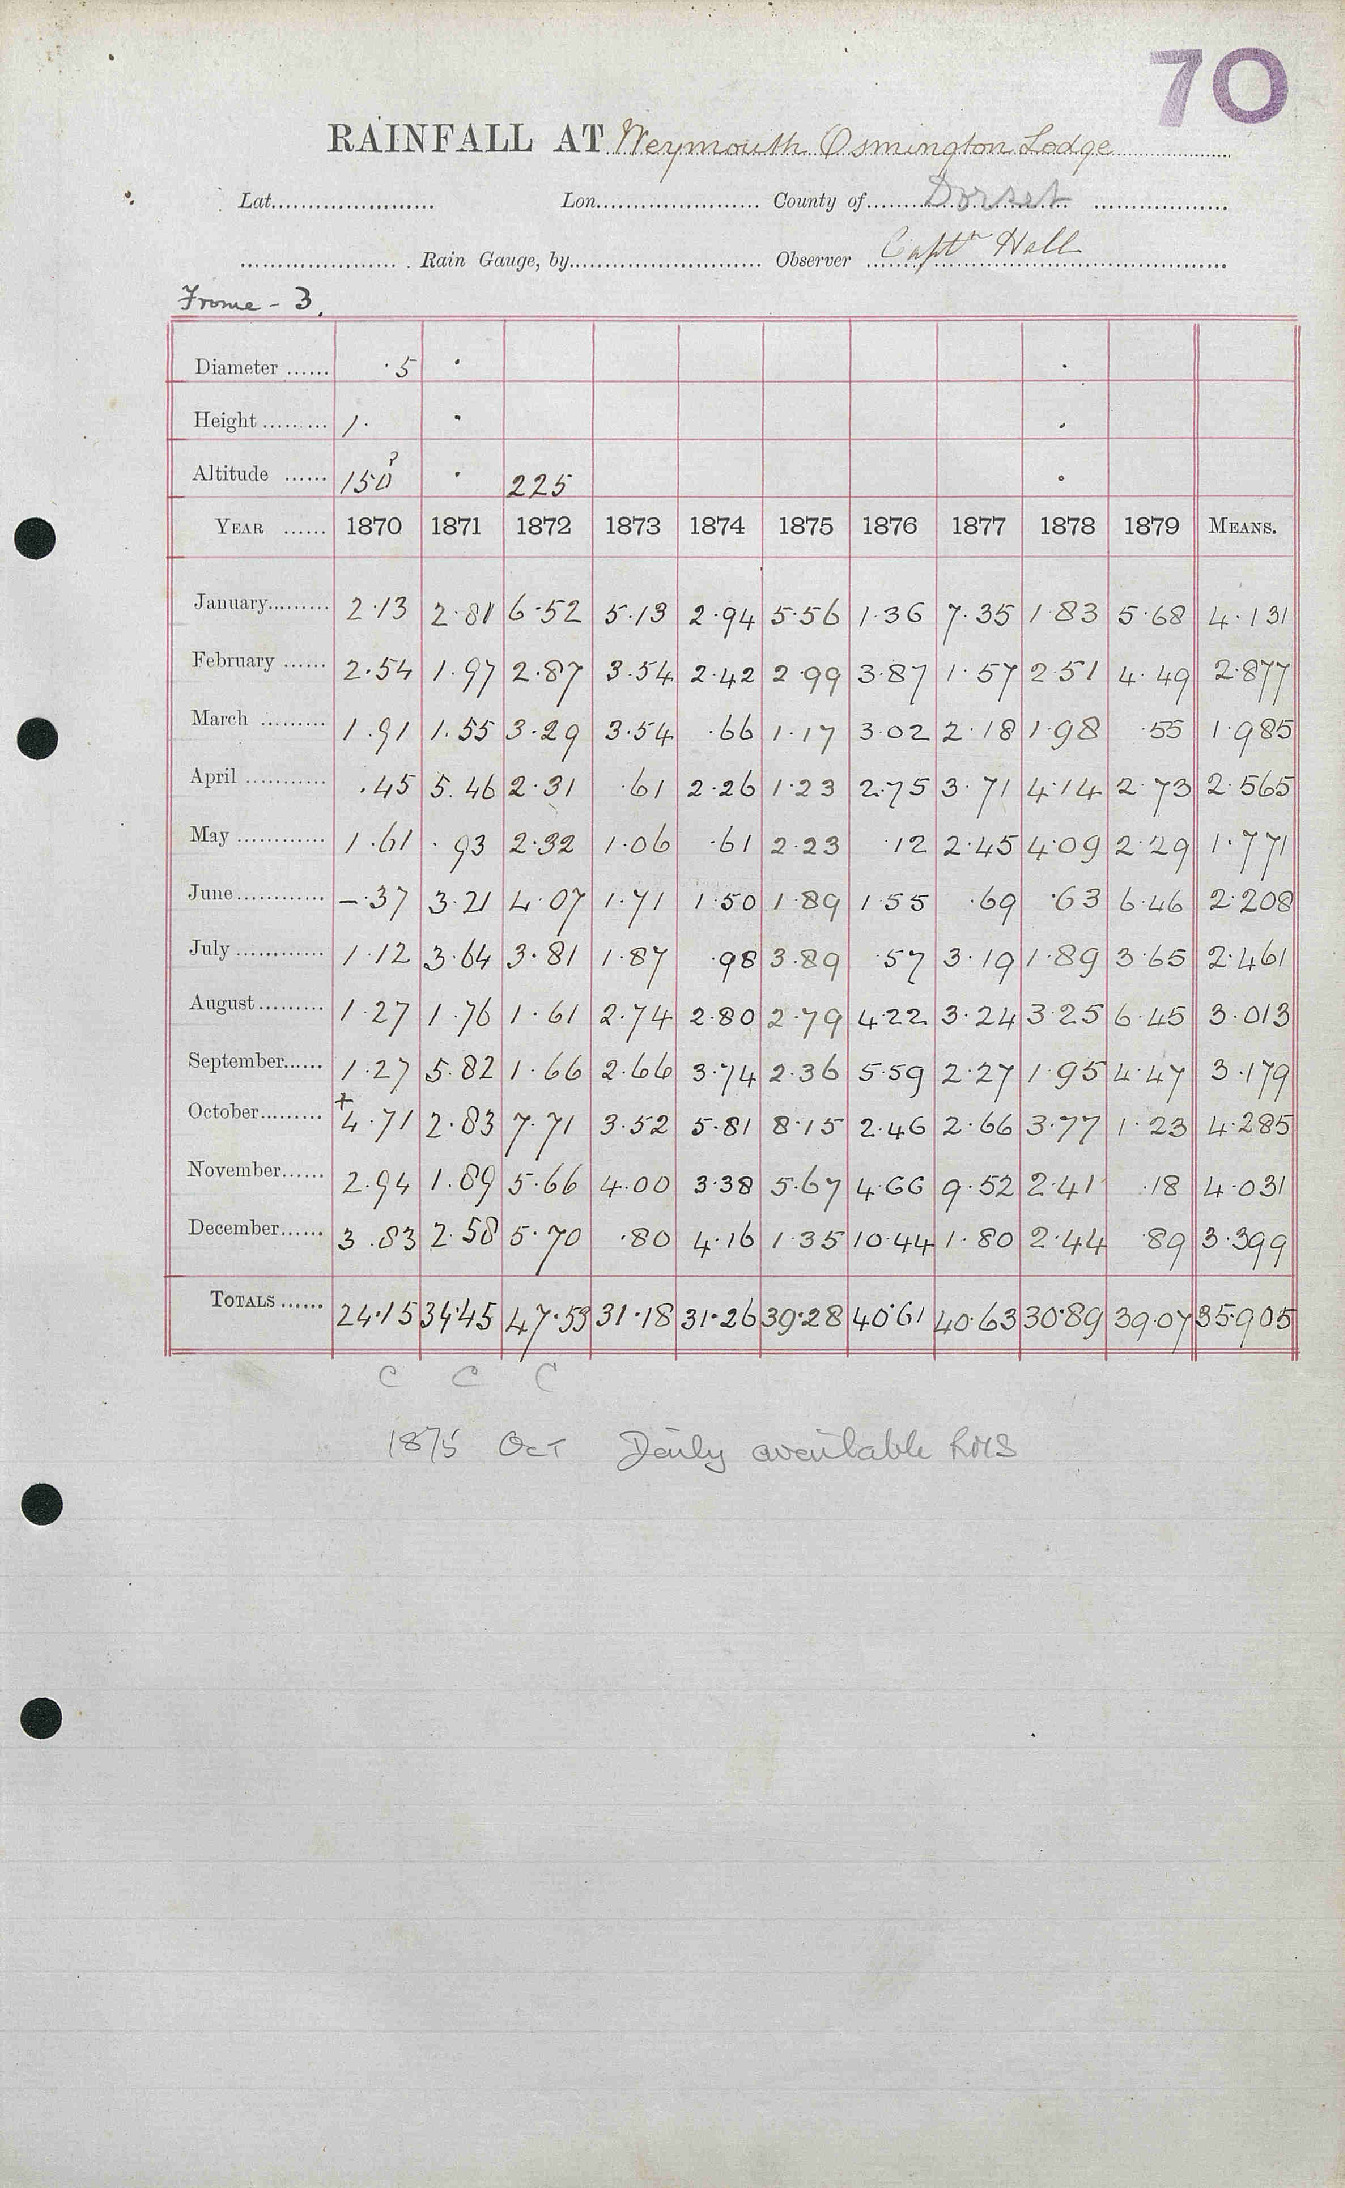 70
RAINFALL AT Weymouth Osmington Lodge
Lat. Lon. County of Dorset
Rain Gauge, by Observer Captn Hall
Frome - 3.
Diameter ...... ·5 ·  ·
Height ......... 1· ·  ·
Altitude ...... 150? · 225 ·
YEAR ...... 1870 1871 1872 1873 1874 1875 1876 1877 1878 1879 MEANS.
January......... 2·13 2·81 6·52 5·13 2·94 5·56 1·36 7·35 1·83 5·68 4·131
February ...... 2·54 1·97 2·87 3·54 2·42 2·99 3·87 1·57 2·51 4·49 2·877
March ......... 1·91 1·55 3·29 3·54 ·66 1·17 3·02 2·18 1·98 ·55 1·985
April ........... ·45 5·46 2·31 ·61 2·26 1·23 2·75 3·71 4·14 2·73 2·565
May ............ 1·61 ·93 2·32 1·06 ·61 2·23 ·12 2·45 4·09 2·29 1·771
June............ –·37 3·21 4·07 1·71 1·50 1·89 1·55 ·69 ·63 6·46 2·208
July ............ 1·12 3·64 3·81 1·87 ·98 3·89 ·57 3·19 1·89 3·65 2·461
August......... 1·27 1·76 1·61 2·74 2·80 2·79 4·22 3·24 3·25 6·45 3·013
September...... 1·27 5·82 1·66 2·66 3·74 2·36 5·59 2·27 1·95 4·47 3·179
October......... +4·71 2·83 7·71 3·52 5·81 8·15 2·46 2·66 3·77 1·23 4·285
November...... 2·94 1·89 5·66 4·00 3·38 5·67 4·66 9·52 2·41 ·18 4·031
December...... 3·83 2·58 5·70 ·80 4·16 1·35 10·44 1·80 2·44 ·89 3·399
TOTALS ...... 24·15 34·45 47·53 31·18 31·26 39·28 40·61 40·63 30·89 39·07 35·905
C C C
1875 Oct Daily available